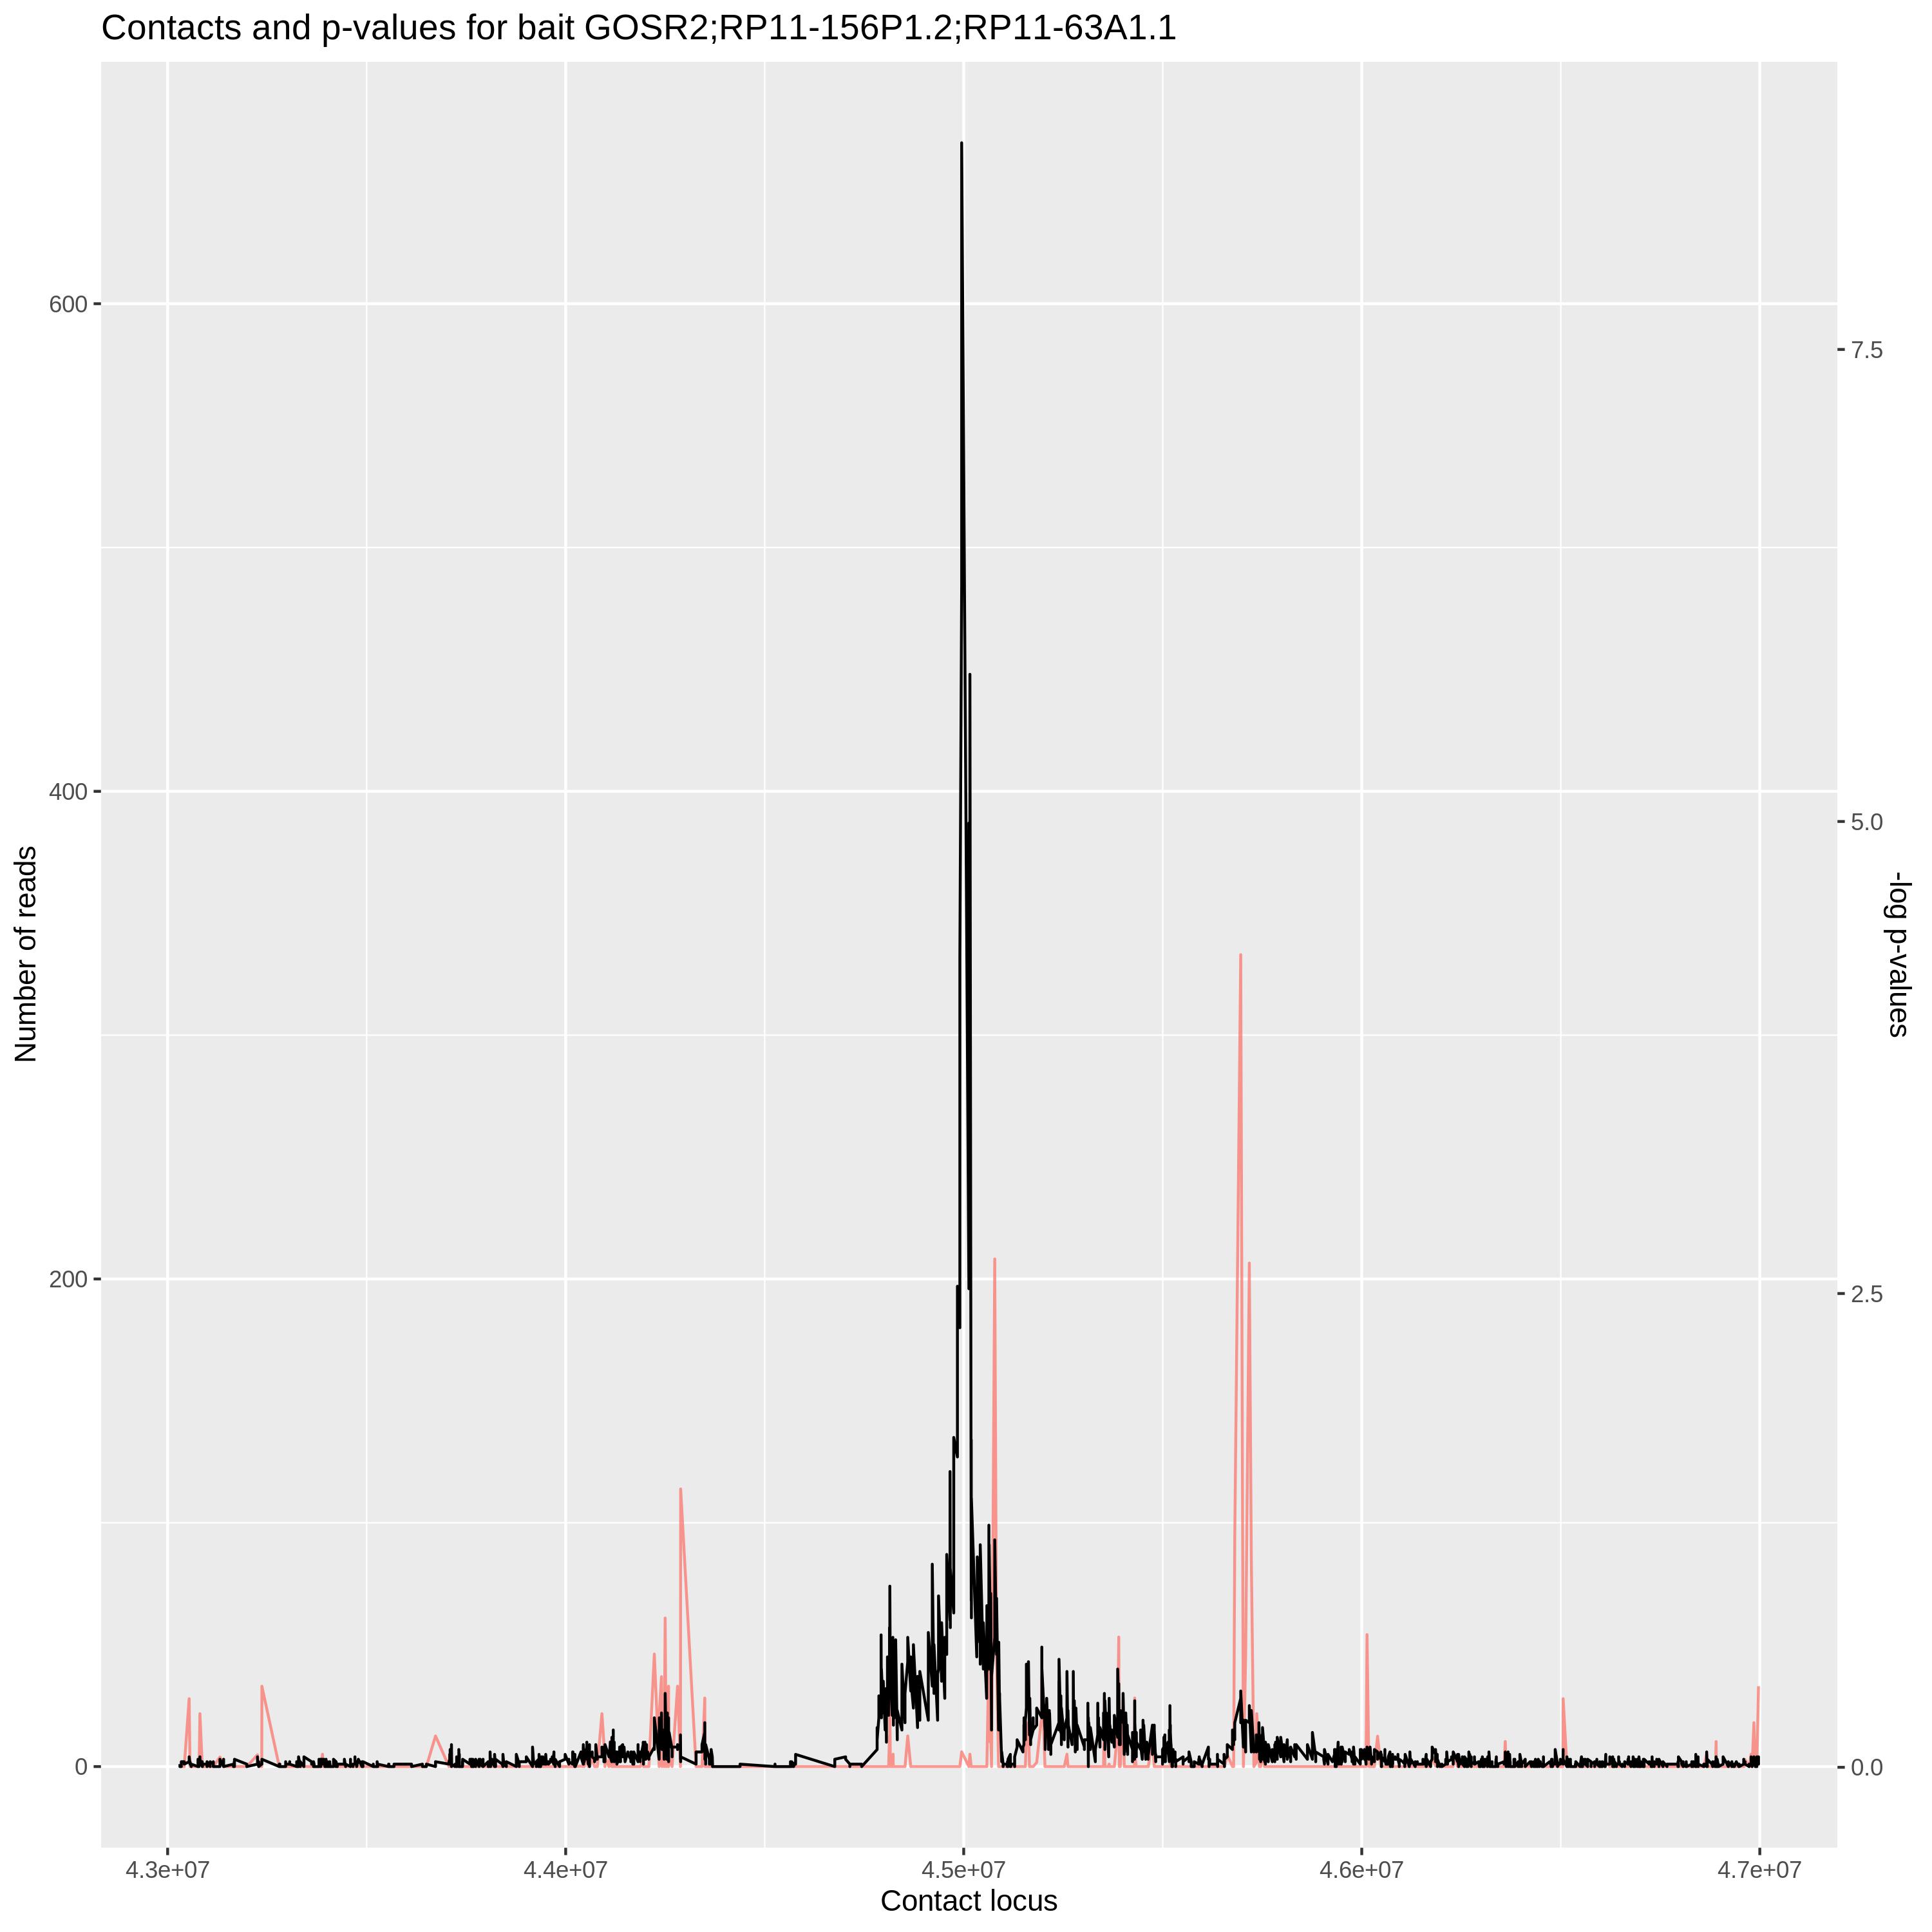 Contacts and p-values for bait GOSR2;RP11-156P1.2;RP11-63A1.1
600
400
200
0
Number of reads
7.5
5.0
2.5
0.0
-log p-values
4.3e+07
4.4e+07
4.5e+07
4.6e+07
4.7e+07
Contact locus